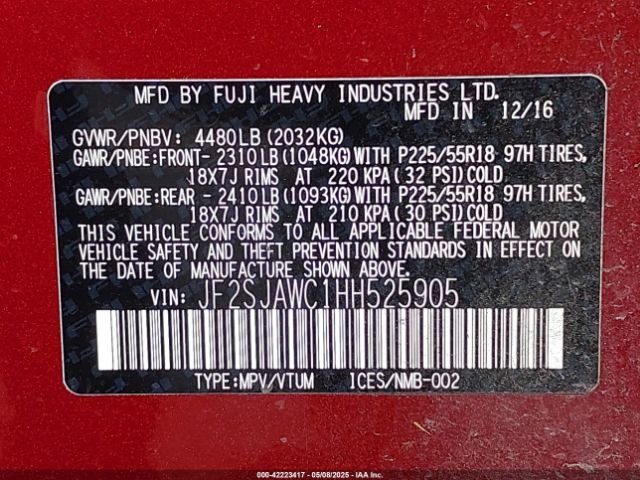 MFD BY FUJI HEAVY INDUSTRIES LTD.
MFD IN 12/16
GVWR/PNBV: 4480LB (2032KG)
GAWR/PNBE:FRONT- 2310LB (1048KG) WITH P225/55R18 97H TIRES,
18X7J RIMS AT 220 KPA (32 PSI) COLD
GAWR/PNBE:REAR - 2410LB (1093KG) WITH P225/55R18 97H TIRES,
18X7J RIMS AT 210 KPA (30 PSI) COLD
THIS VEHICLE CONFORMS TO ALL APPLICABLE FEDERAL MOTOR
VEHICLE SAFETY AND THEFT PREVENTION STANDARDS IN EFFECT ON
THE DATE OF MANUFACTURE SHOWN ABOVE.
VIN: JF2SJAWC1HH525905
TYPE:MPV/VTUM ICES/NMB-002
000-42223417 - 05/08/2025 - IAA Inc.